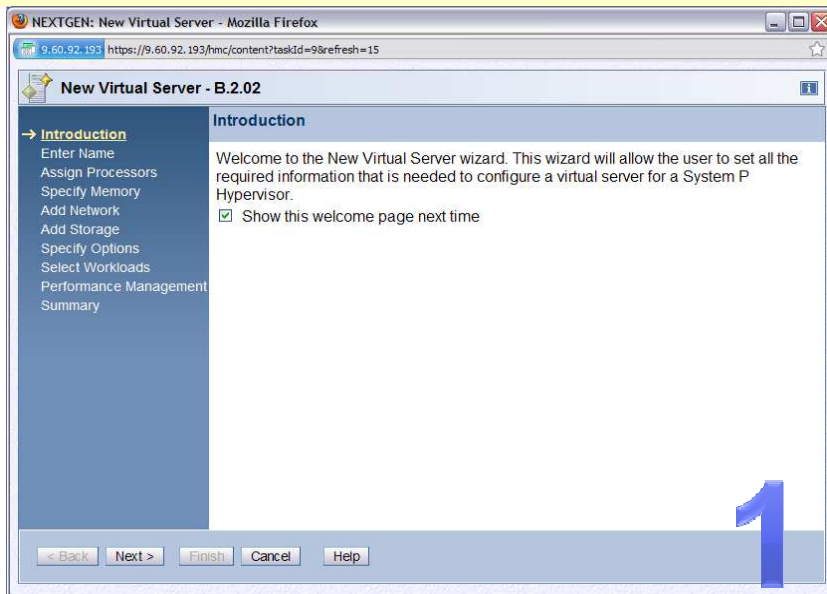 NEXTGEN: New Virtual Server - Mozilla Firefox
9.60.92.193 https://9.60.92.193/hmc/content?taskId=9&refresh=15
New Virtual Server - B.2.02
Introduction
Enter Name
Assign Processors
Specify Memory
Add Network
Add Storage
Specify Options
Select Workloads
Performance Management
Summary
Introduction
Welcome to the New Virtual Server wizard. This wizard will allow the user to set all the
required information that is needed to configure a virtual server for a System P
Hypervisor.
Show this welcome page next time
< Back Next > Finish Cancel Help
1